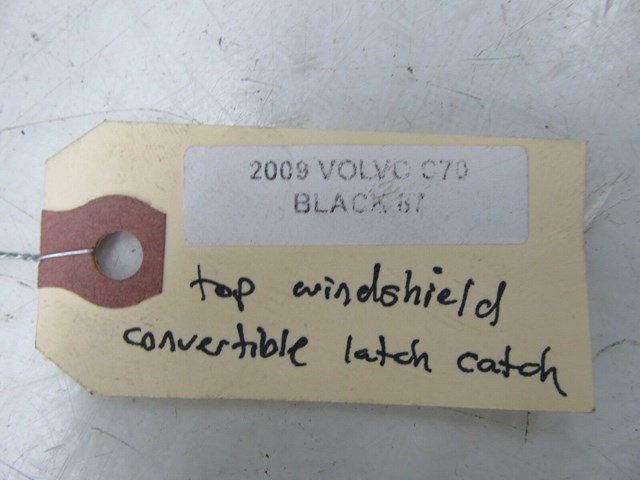 2009 VOLVO C70
BLACK 87
top windshield
convertible latch catch